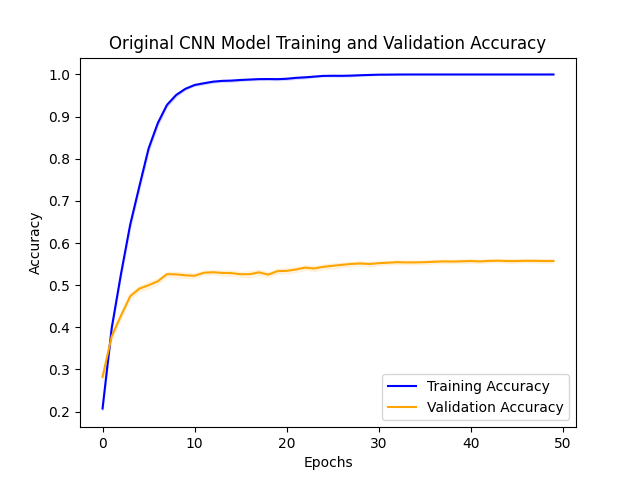 Original CNN Model Training and Validation Accuracy
1.0
0.9
0.8
0.7
0.6
0.5
0.4
0.3
0.2
Accuracy
0 10 20 30 40 50
Epochs
Training Accuracy
Validation Accuracy